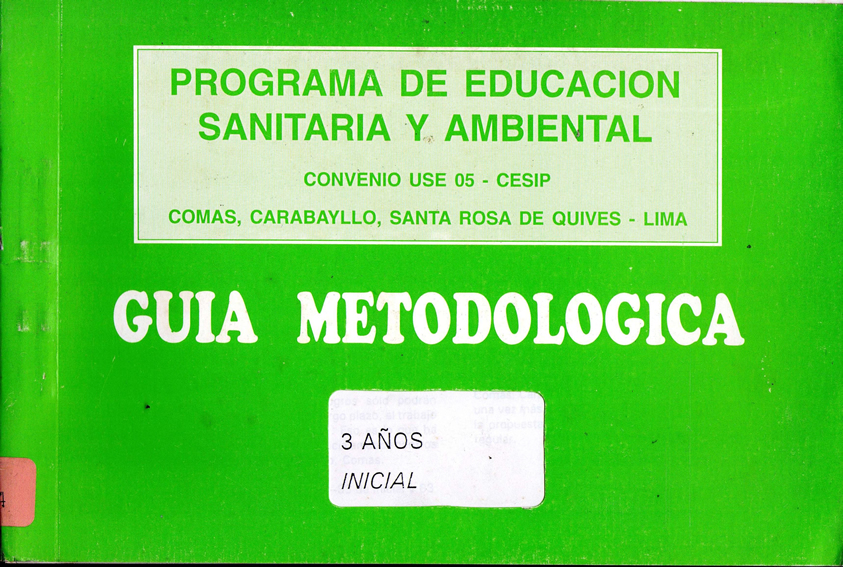 PROGRAMA DE EDUCACION
SANITARIA Y AMBIENTAL
CONVENIO USE 05 - CESIP
COMAS, CARABAYLLO, SANTA ROSA DE QUIVES - LIMA
GUIA METODOLOGICA
3 AÑOS
INICIAL
4